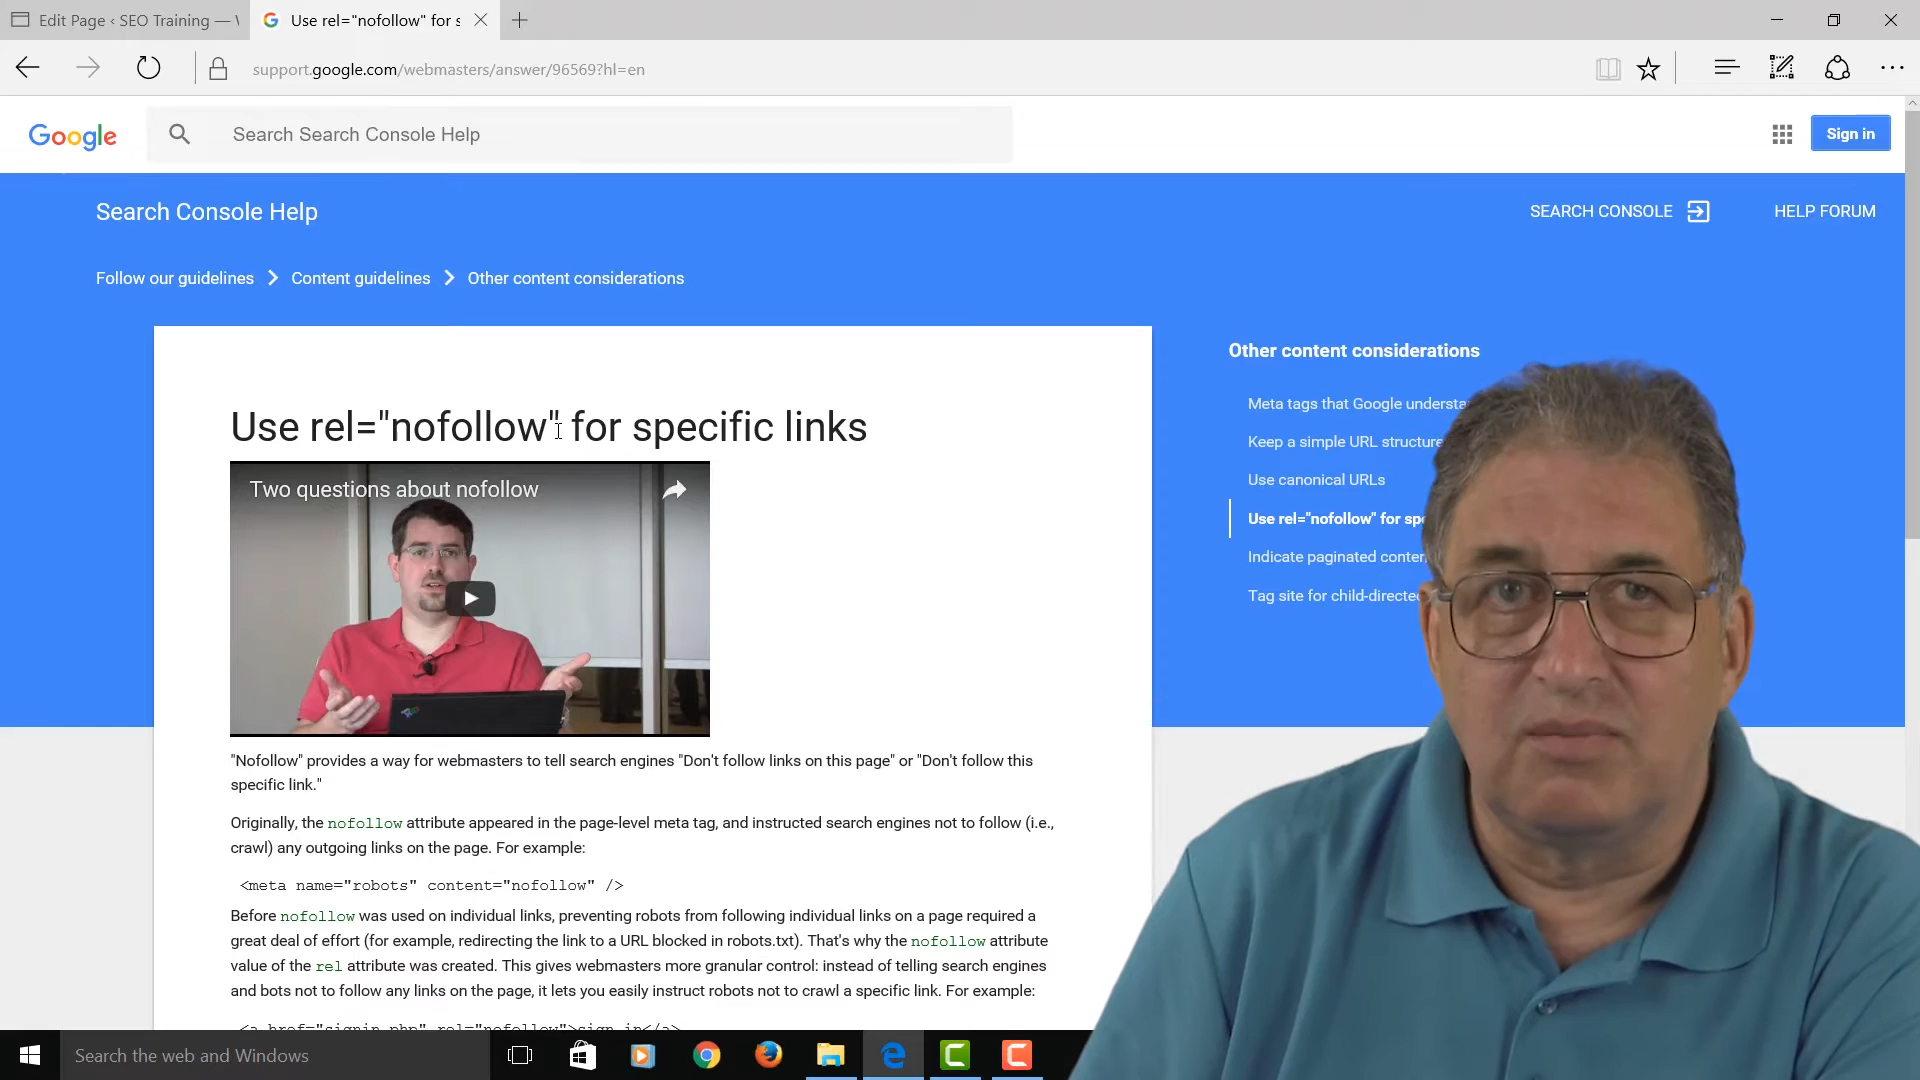 Edit Page ‹ SEO Training —
Use rel="nofollow" for s
support.google.com/webmasters/answer/96569?hl=en
Google
Search Search Console Help
Sign in
Search Console Help
SEARCH CONSOLE
HELP FORUM
Follow our guidelines
Content guidelines
Other content considerations
Use rel="nofollow" for specific links
Two questions about nofollow
"Nofollow" provides a way for webmasters to tell search engines "Don't follow links on this page" or "Don't follow this
specific link."
Originally, the nofollow attribute appeared in the page-level meta tag, and instructed search engines not to follow (i.e.,
crawl) any outgoing links on the page. For example:
<meta name="robots" content="nofollow" />
Before nofollow was used on individual links, preventing robots from following individual links on a page required a
great deal of effort (for example, redirecting the link to a URL blocked in robots.txt). That's why the nofollow attribute
value of the rel attribute was created. This gives webmasters more granular control: instead of telling search engines
and bots not to follow any links on the page, it lets you easily instruct robots not to crawl a specific link. For example:
<a href="signin.php" rel="nofollow">sign in</a>
Other content considerations
Meta tags that Google understa
Keep a simple URL structure
Use canonical URLs
Use rel="nofollow" for spe
Indicate paginated conten
Tag site for child-directed
Search the web and Windows